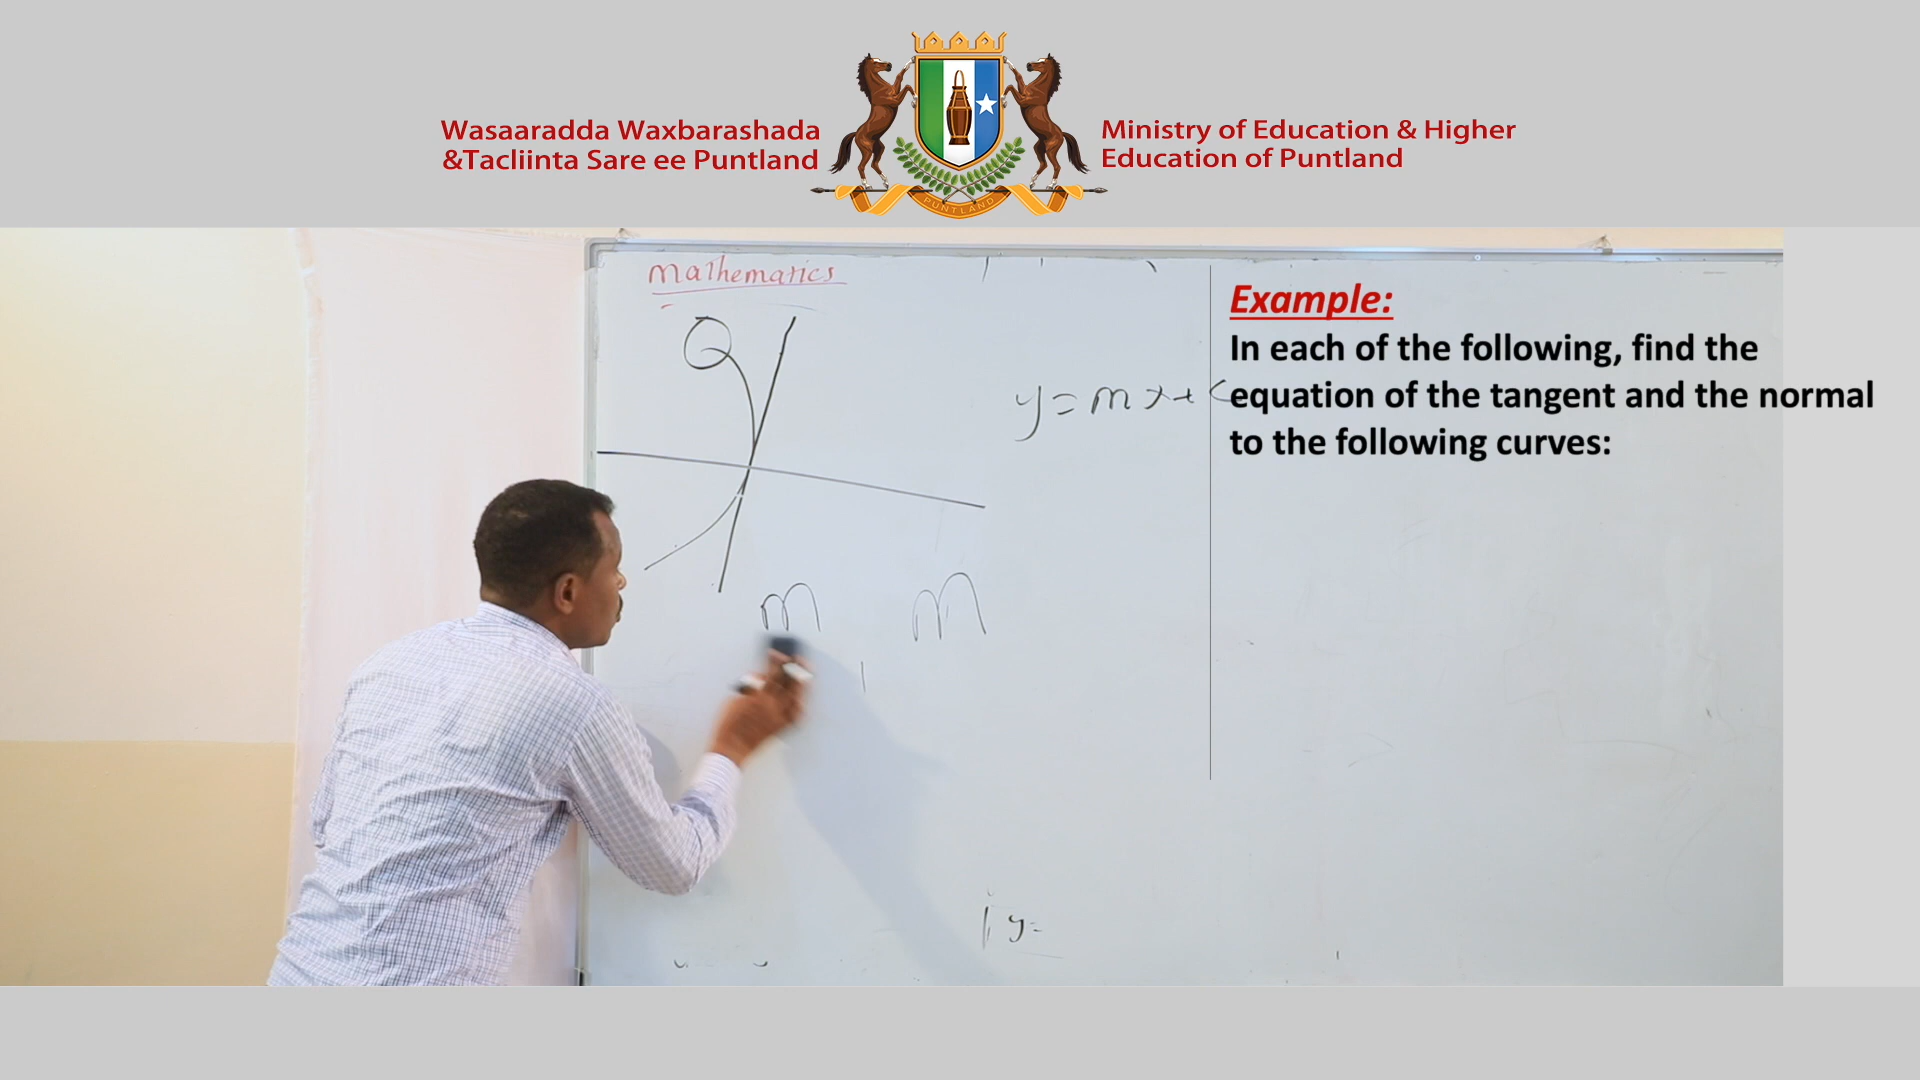 Wasaaradda Waxbarashada
&Tacliinta Sare ee Puntland
PUNTLAND
Ministry of Education & Higher
Education of Puntland
Mathematics
y = mx + c
m m
y=
Example:
In each of the following, find the
equation of the tangent and the normal
to the following curves: